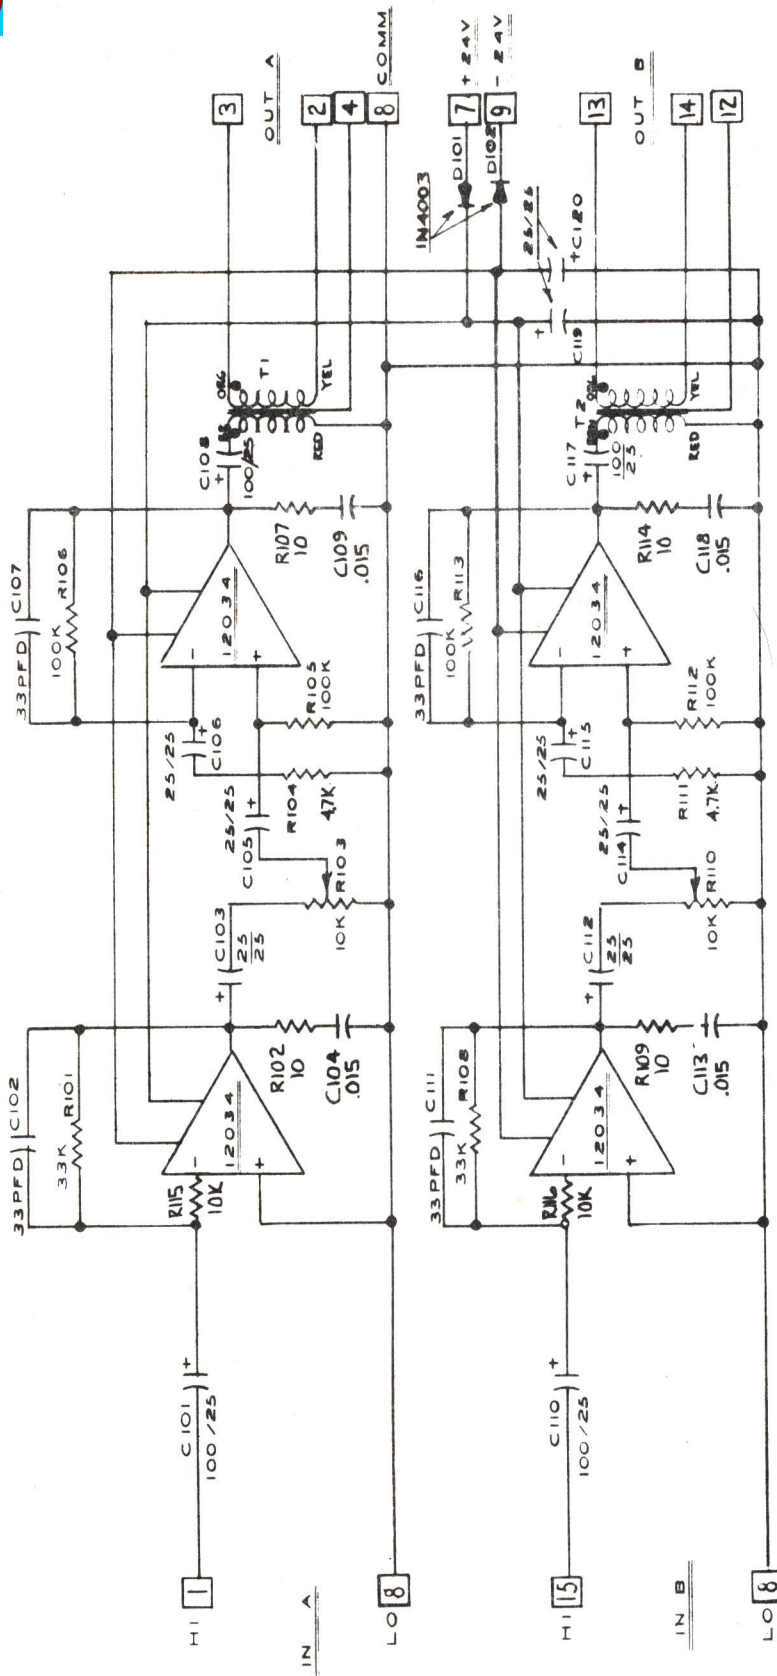 HI
1
IN A
LO
8
C101
100/25
+
33PFD
C102
33K
R101
R115
10K
-
+
12034
R102
10
C104
.015
+
C103
25
25
10K
R103
25/25
C105
+
R104
4.7K
25/25
+
C106
R105
100K
33PFD
C107
100K
R106
-
+
12034
R107
10
C109
.015
C108
+
100/25
ORG
T1
YEL
RED
3
OUT A
2
4
8
COMM
7
+ 24V
9
- 24V
D101
D102
1N4003
25/25
+
C119
+
C120
HI
15
IN B
LO
8
C110
100/25
+
33PFD
C111
33K
R108
R116
10K
-
+
12034
R109
10
C113
.015
+
C112
25
25
10K
R110
25/25
C114
+
R111
4.7K
25/25
+
C115
R112
100K
33PFD
C116
100K
R113
-
+
12034
R114
10
C118
.015
C117
+
100
25
BRN
ORG
T2
YEL
RED
13
OUT B
14
12